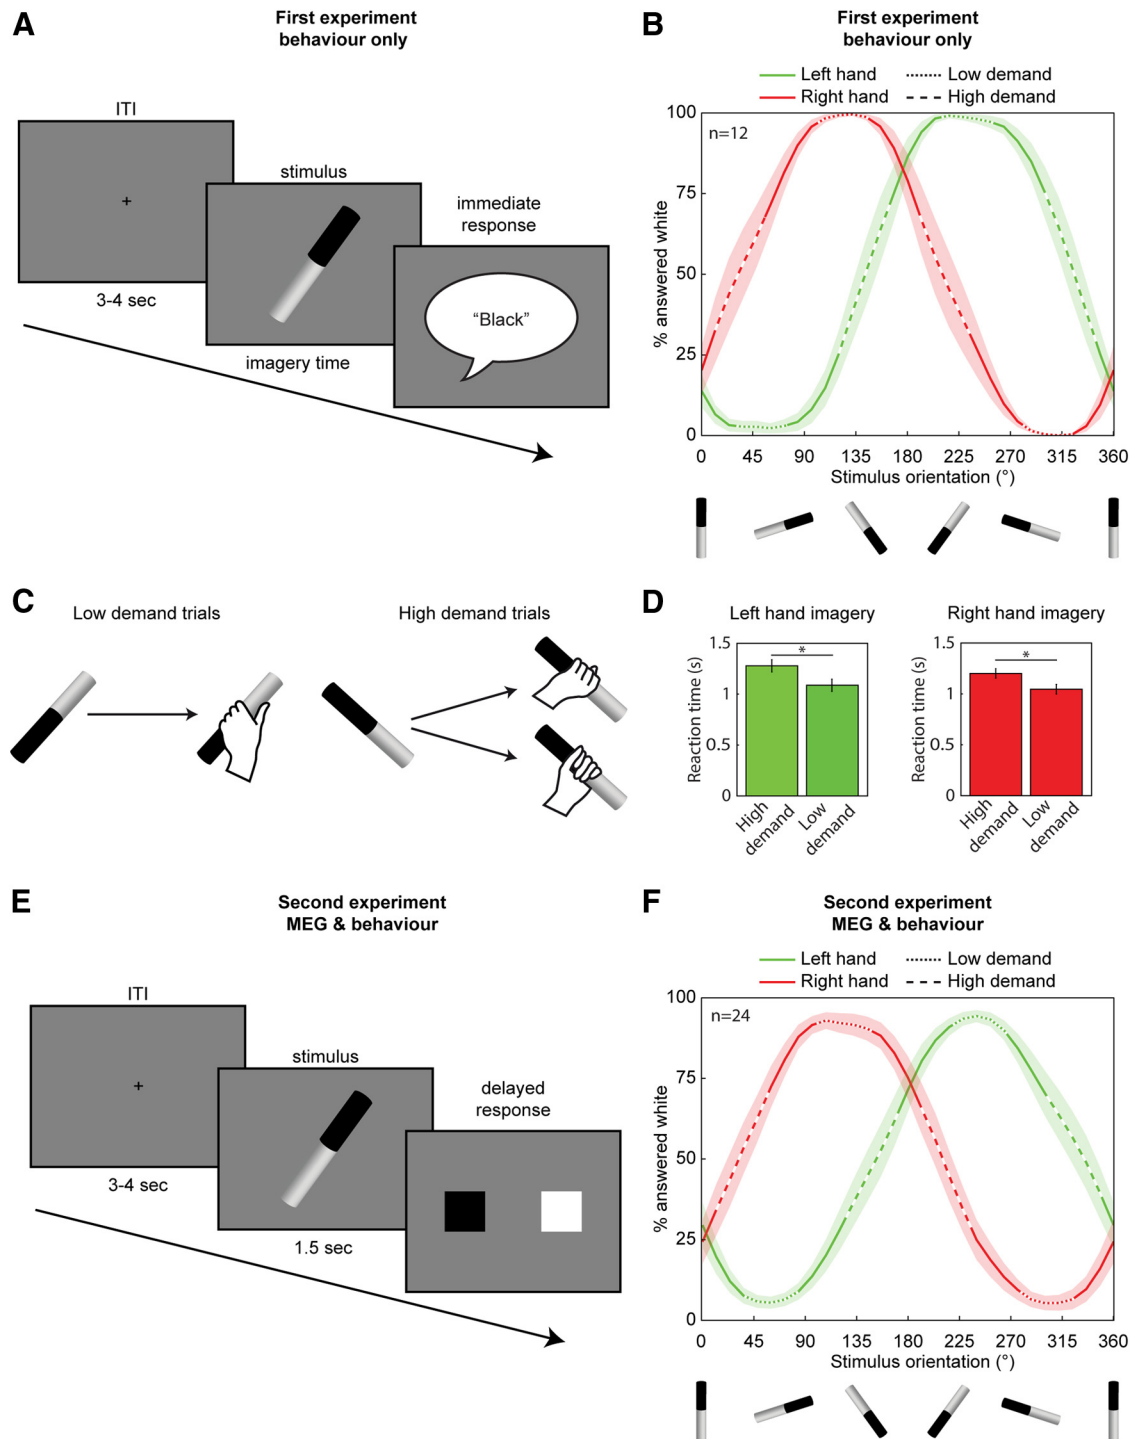 A
First experiment
behaviour only
ITI
+
3-4 sec
stimulus
imagery time
immediate
response
“Black”
B
First experiment
behaviour only
Left hand
Low demand
Right hand
High demand
n=12
% answered white
100
75
50
25
0
0 45 90 135 180 225 270 315 360
Stimulus orientation (°)
C
Low demand trials
High demand trials
D
Left hand imagery
Reaction time (s)
1.5
1
0.5
0
*
High
demand
Low
demand
Right hand imagery
Reaction time (s)
1.5
1
0.5
0
*
High
demand
Low
demand
E
Second experiment
MEG & behaviour
ITI
+
3-4 sec
stimulus
1.5 sec
delayed
response
F
Second experiment
MEG & behaviour
Left hand
Low demand
Right hand
High demand
n=24
% answered white
100
75
50
25
0
0 45 90 135 180 225 270 315 360
Stimulus orientation (°)